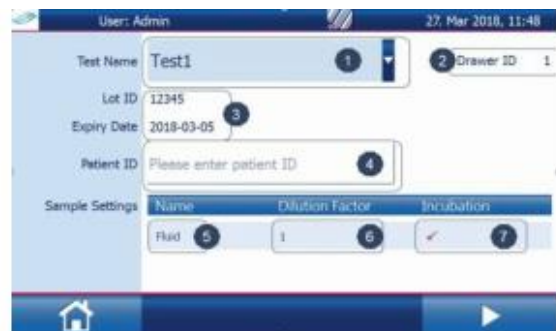 User: Admin 27. Mar 2018, 11:48
Test Name Test1 1 2 Drawer ID 1
Lot ID 12345
3
Expiry Date 2018-03-05
Patient ID Please enter patient ID 4
Sample Settings Name Dilution Factor Incubation
Fluid 5 1 6 ✓ 7